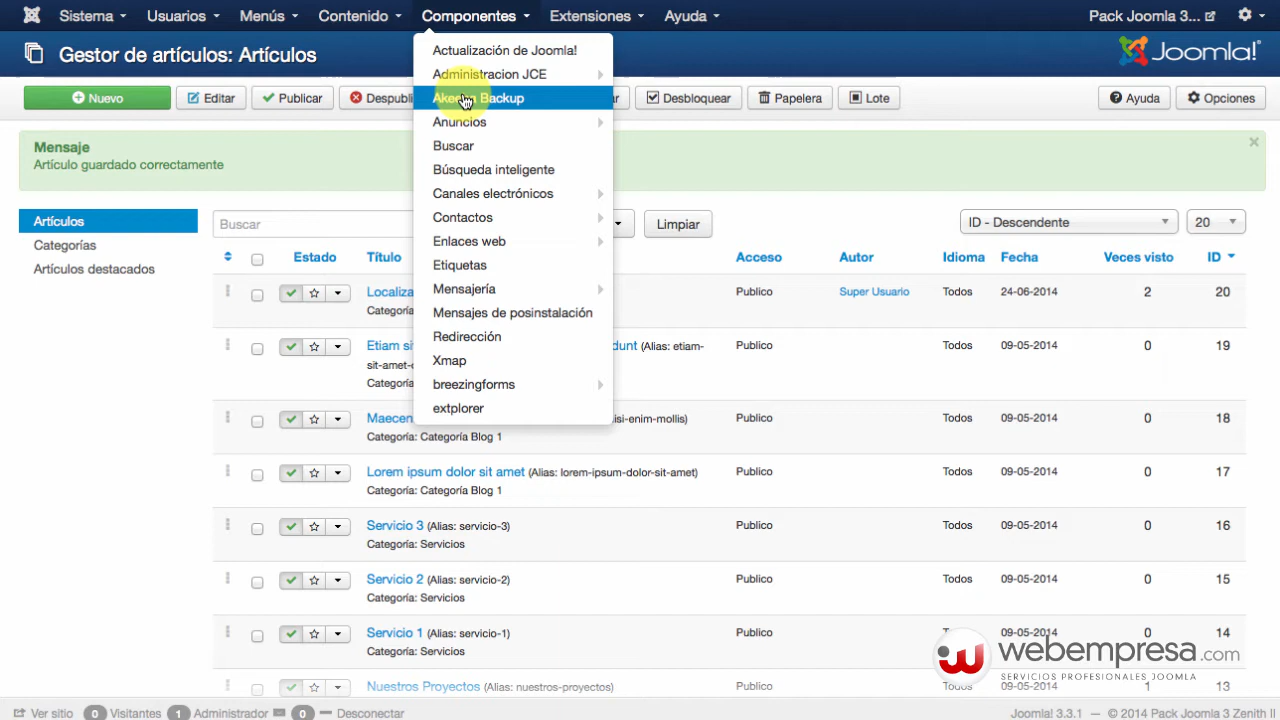 Sistema Usuarios Menús Contenido Componentes Extensiones Ayuda Pack Joomla 3...
Gestor de artículos: Artículos
Joomla!
Nuevo Editar Publicar Desbloquear Papelera Lote Ayuda Opciones
Actualización de Joomla!
Administracion JCE
Akeeba Backup
Anuncios
Buscar
Búsqueda inteligente
Canales electrónicos
Contactos
Enlaces web
Etiquetas
Mensajería
Mensajes de posinstalación
Redirección
Xmap
breezingforms
extplorer
Mensaje
Artículo guardado correctamente
Artículos
Categorías
Artículos destacados
Buscar Limpiar ID - Descendente 20
Estado Título Acceso Autor Idioma Fecha Veces visto ID
Localiza Publico Super Usuario Todos 24-06-2014 2 20
Etiam si dunt (Alias: etiam-
sit-amet- Publico Todos 09-05-2014 0 19
Maecen isi-enim-mollis) Publico Todos 09-05-2014 0 18
Categoría: Categoría Blog 1
Lorem ipsum dolor sit amet (Alias: lorem-ipsum-dolor-sit-amet) Publico Todos 09-05-2014 0 17
Categoría: Categoría Blog 1
Servicio 3 (Alias: servicio-3) Publico Todos 09-05-2014 0 16
Categoría: Servicios
Servicio 2 (Alias: servicio-2) Publico Todos 09-05-2014 0 15
Categoría: Servicios
Servicio 1 (Alias: servicio-1) Publico Todos 09-05-2014 0 14
Categoría: Servicios
Nuestros Proyectos (Alias: nuestros-proyectos) Publico Todos 09-05-2014 1 13
webempresa.com
SERVICIOS PROFESIONALES JOOMLA
Ver sitio 0 Visitantes 1 Administrador 0 Desconectar Joomla! 3.3.1 — © 2014 Pack Joomla 3 Zenith II